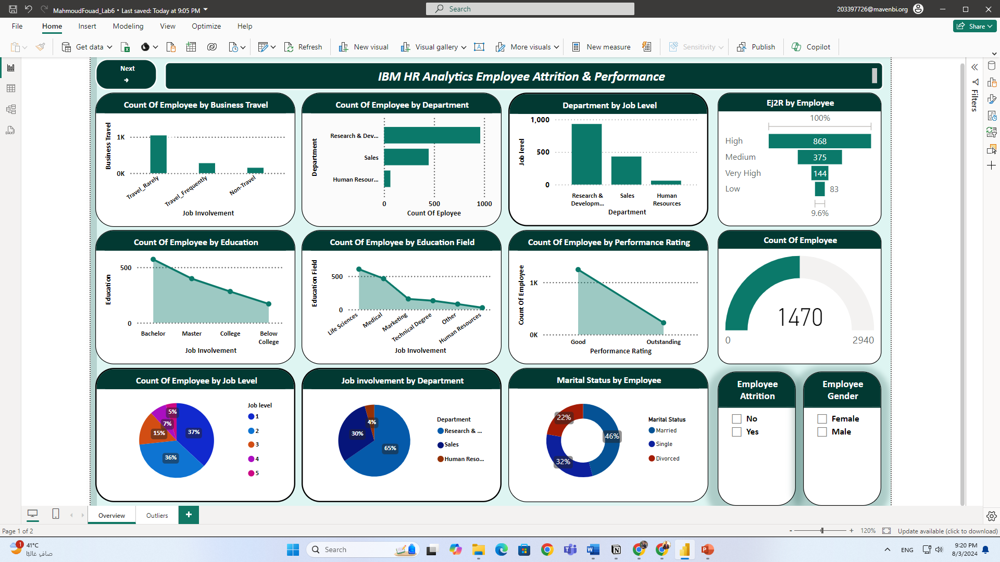 MahmoudFouad_Lab6 • Last saved: Today at 9:05 PM
Search
203397726@mavenbi.org
File
Home
Insert
Modeling
View
Optimize
Help
Share
Get data
Refresh
New visual
Visual gallery
More visuals
New measure
Sensitivity
Publish
Copilot
Next
IBM HR Analytics Employee Attrition & Performance
Filters
Count Of Employee by Business Travel
Business Travel
1K
0K
Travel_Rarely
Travel_Frequently
Non-Travel
Job Involvement
Count Of Employee by Department
Department
Research & Dev...
Sales
Human Resour...
0
500
1000
Count Of Eployee
Department by Job Level
Job level
1,000
500
0
Research &
Developm...
Sales
Human
Resources
Department
Ej2R by Employee
100%
High
868
Medium
375
Very High
144
Low
83
9.6%
Count Of Employee by Education
Education
500
0
Bachelor
Master
College
Below
College
Job Involvement
Count Of Employee by Education Field
Education Field
500
0
Life Sciences
Medical
Marketing
Technical Degree
Other
Human Resources
Job Involvement
Count Of Employee by Performance Rating
Count Of Employee
1K
0K
Good
Outstanding
Performance Rating
Count Of Employee
1470
0
2940
Count Of Employee by Job Level
5%
7%
15%
37%
36%
Job level
1
2
3
4
5
Job involvement by Department
4%
30%
65%
Department
Research & ...
Sales
Human Reso...
Marital Status by Employee
22%
46%
32%
Marital Status
Married
Single
Divorced
Employee
Attrition
No
Yes
Employee
Gender
Female
Male
DAX
Overview
Outliers
+
Page 1 of 2
-
+
120%
Update available (click to download)
1
41°C
صافٍ غالبًا
Search
ENG
9:20 PM
8/3/2024